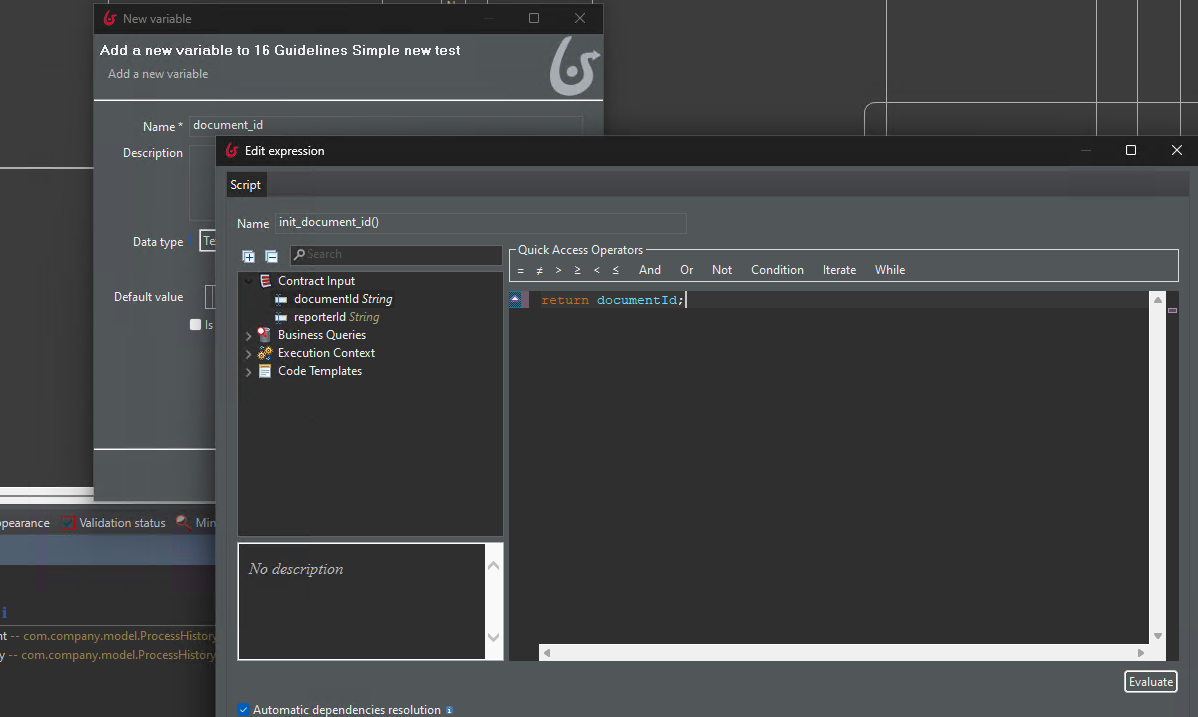 New variable
Add a new variable to 16 Guidelines Simple new test
Add a new variable
Name * document_id
Description
Data type Te
Default value
Is
Edit expression
Script
Name init_document_id()
Search
Contract Input
documentId String
reporterId String
Business Queries
Execution Context
Code Templates
No description
Quick Access Operators
= ≠ > ≥ < ≤ And Or Not Condition Iterate While
return documentId;
Evaluate
Automatic dependencies resolution
ppearance Validation status Min
nt -- com.company.model.ProcessHistory
y -- com.company.model.ProcessHistory